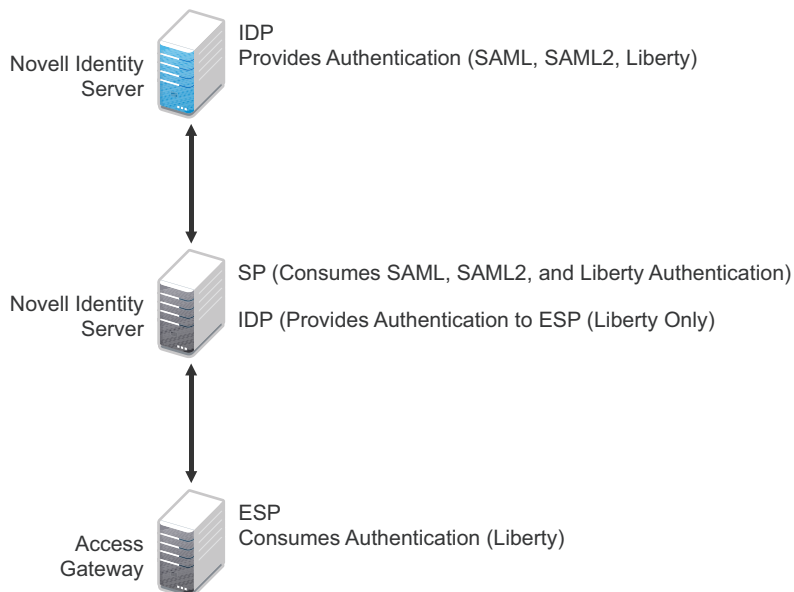 IDP
Provides Authentication (SAML, SAML2, Liberty)
Novell Identity
Server
SP (Consumes SAML, SAML2, and Liberty Authentication)
Novell Identity
Server
IDP (Provides Authentication to ESP (Liberty Only)
ESP
Consumes Authentication (Liberty)
Access
Gateway